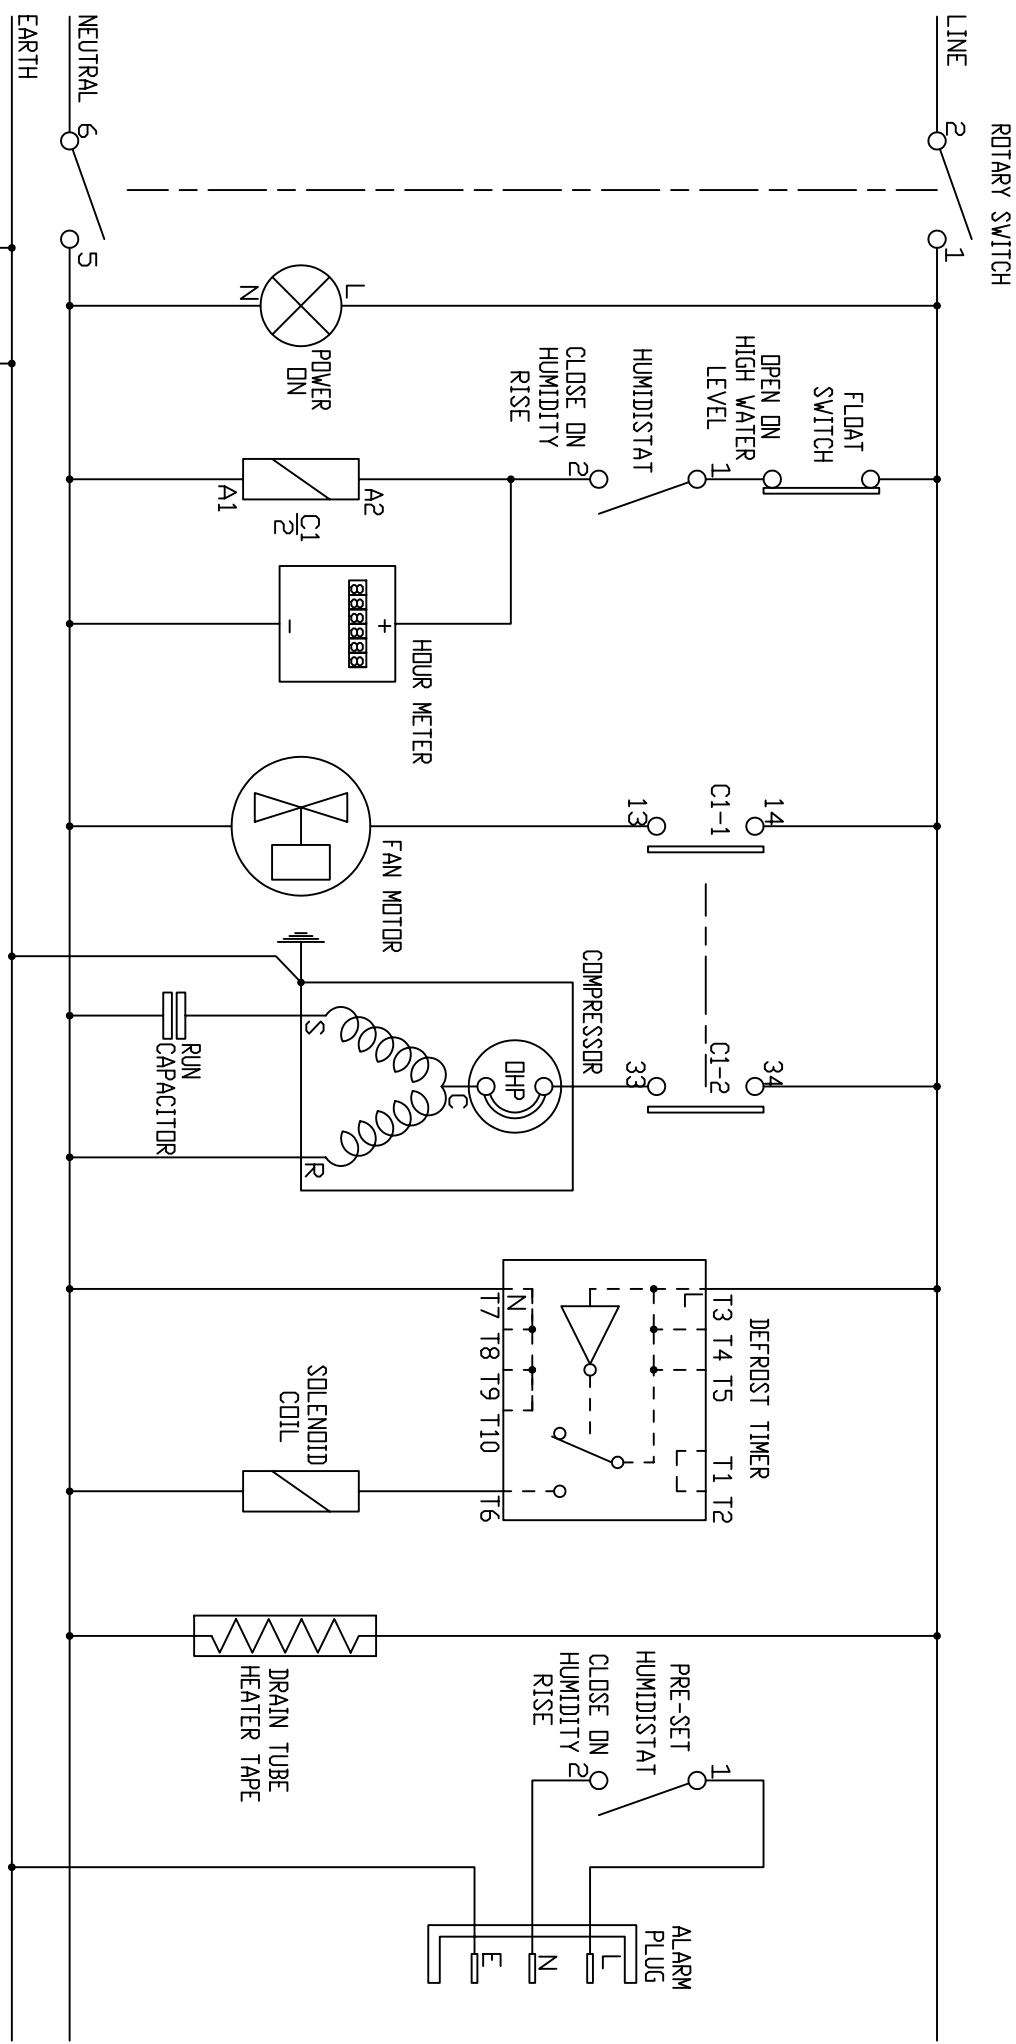 ROTARY SWITCH
LINE
2
1
NEUTRAL
6
5
EARTH
L
N
POWER
ON
FLOAT
SWITCH
OPEN ON
HIGH WATER
LEVEL
1
HUMIDISTAT
CLOSE ON
HUMIDITY
RISE
2
A2
A1
C1
2
HOUR METER
+
888888
-
14
C1-1
13
FAN MOTOR
34
C1-2
33
COMPRESSOR
OHP
C
S
R
RUN
CAPACITOR
DEFROST TIMER
T3 T4 T5 T1 T2
L
N
T7 T8 T9 T10 T6
SOLENOID
COIL
DRAIN TUBE
HEATER TAPE
1
PRE-SET
HUMIDISTAT
CLOSE ON
HUMIDITY
RISE
2
ALARM
PLUG
L
N
E